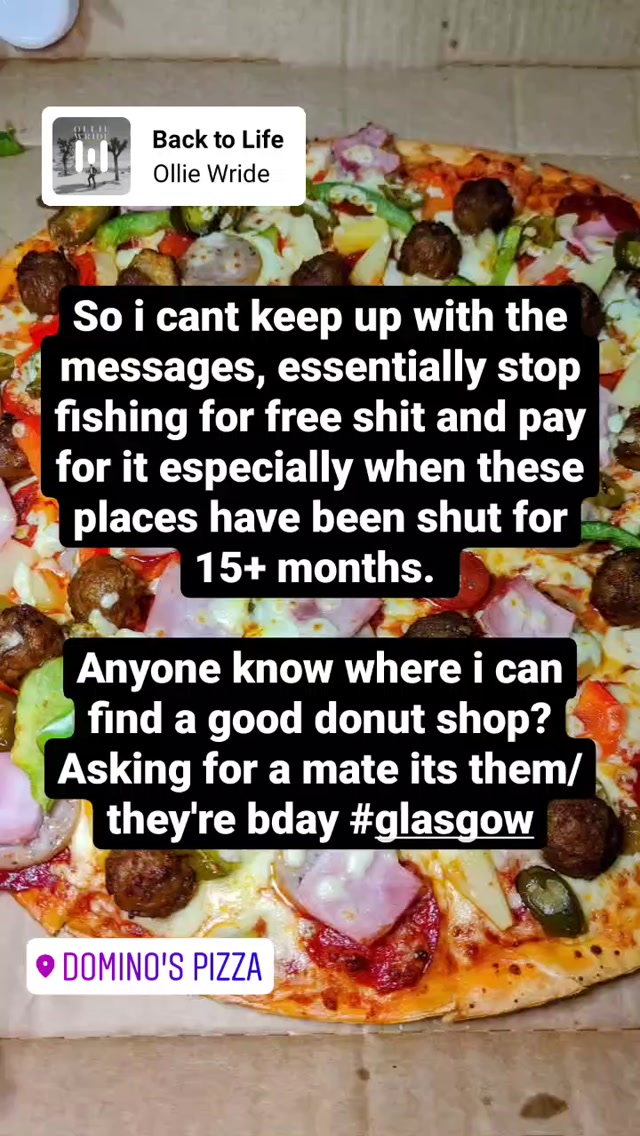 OLLIE
WRIDE
Back to Life
Ollie Wride
So i cant keep up with the
messages, essentially stop
fishing for free shit and pay
for it especially when these
places have been shut for
15+ months.
Anyone know where i can
find a good donut shop?
Asking for a mate its them/
they're bday #glasgow
DOMINO'S PIZZA